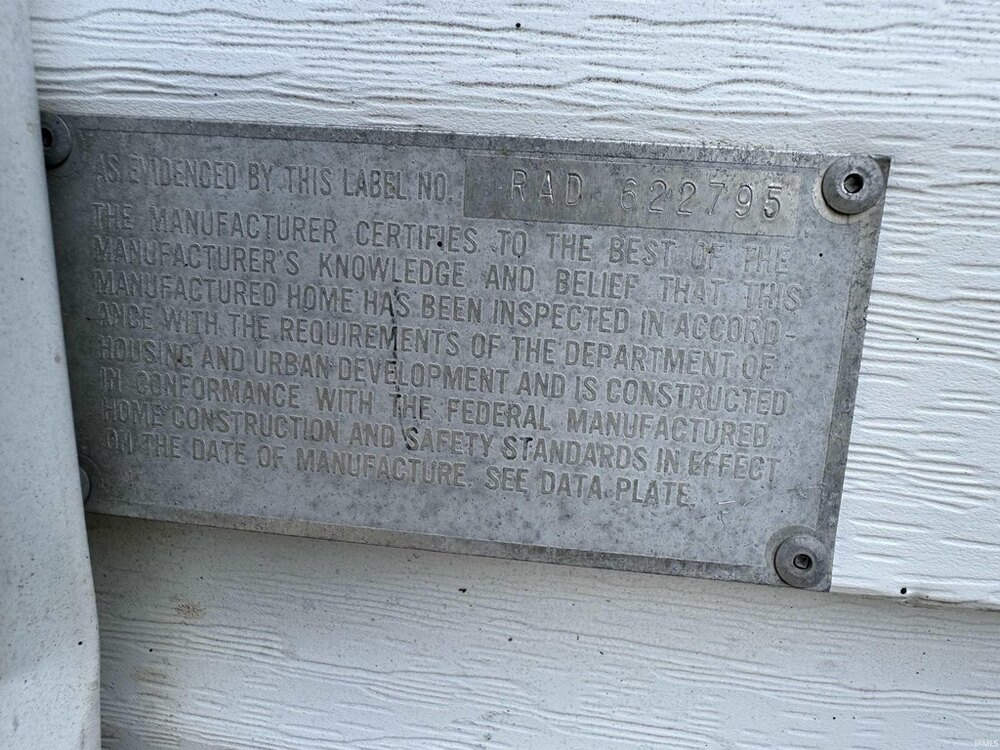 AS EVIDENCED BY THIS LABEL NO. RAD 622795
THE MANUFACTURER CERTIFIES TO THE BEST OF THE
MANUFACTURER'S KNOWLEDGE AND BELIEF THAT THIS
MANUFACTURED HOME HAS BEEN INSPECTED IN ACCORD-
ANCE WITH THE REQUIREMENTS OF THE DEPARTMENT OF
HOUSING AND URBAN DEVELOPMENT AND IS CONSTRUCTED
IN CONFORMANCE WITH THE FEDERAL MANUFACTURED
HOME CONSTRUCTION AND SAFETY STANDARDS IN EFFECT
ON THE DATE OF MANUFACTURE. SEE DATA PLATE.
IRMLS